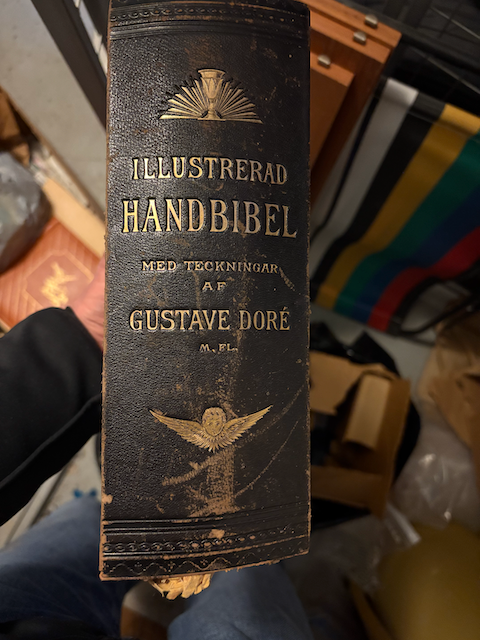 ILLUSTRERAD
HANDBIBEL
MED TECKNINGAR
AF
GUSTAVE DORÉ
M. FL.